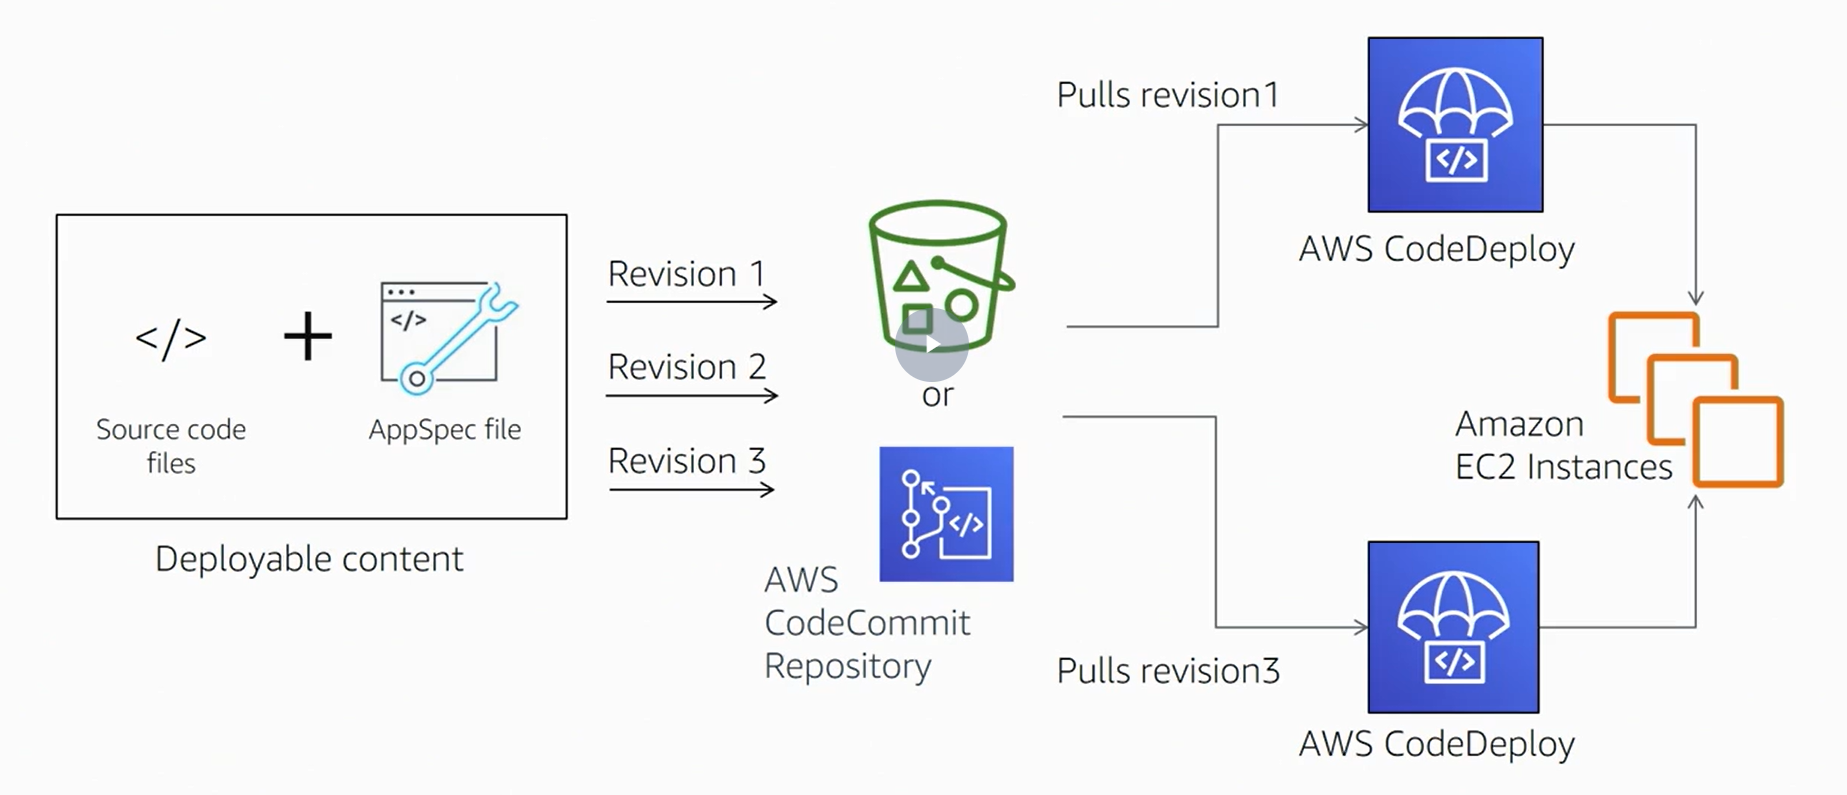 </>
+
</>
Source code
files
AppSpec file
Deployable content
Revision 1
Revision 2
Revision 3
or
</>
AWS
CodeCommit
Repository
Pulls revision1
</>
AWS CodeDeploy
Amazon
EC2 Instances
Pulls revision3
</>
AWS CodeDeploy